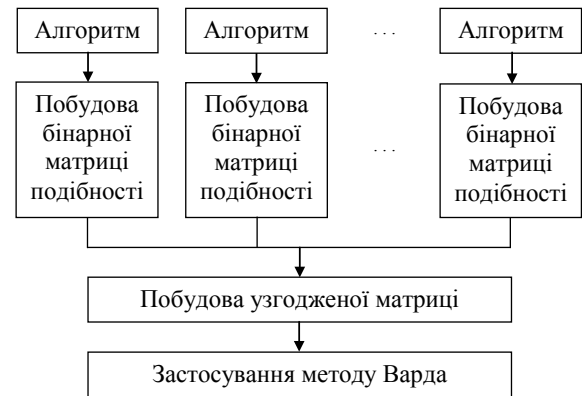 Алгоритм Алгоритм . . . Алгоритм
Побудова
бінарної
матриці
подібності
Побудова
бінарної
матриці
подібності
. . .
Побудова
бінарної
матриці
подібності
Побудова узгодженої матриці
Застосування методу Варда